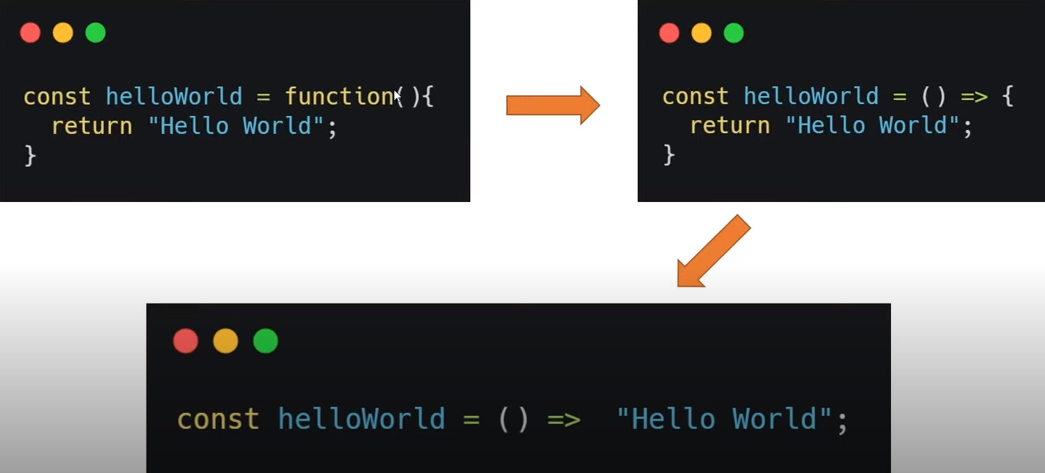 const helloWorld = function(){
return "Hello World";
}
const helloWorld = () => {
return "Hello World";
}
const helloWorld = () => "Hello World";